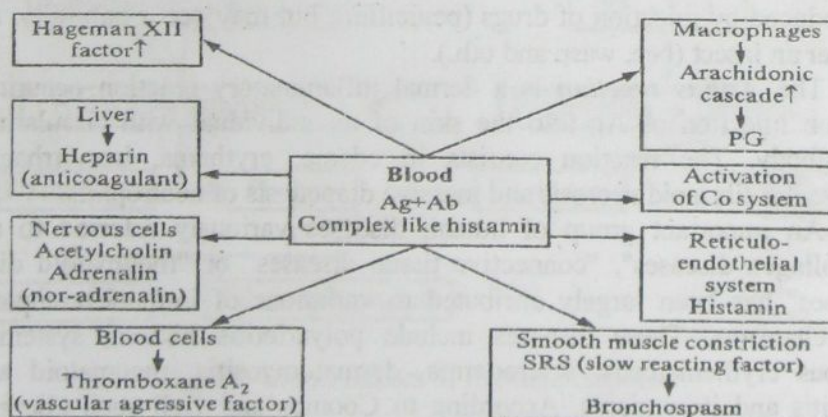 Hageman XII
factor↑
Liver
Heparin
(anticoagulant)
Nervous cells
Acetylcholin
Adrenalin
(nor-adrenalin)
Blood cells
Thromboxane A₂
(vascular agressive factor)
Blood
Ag+Ab
Complex like histamin
Macrophages
Arachidonic
cascade↑
PG
Activation
of Co system
Reticulo-
endothelial
system
Histamin
Smooth muscle constriction
SRS (slow reacting factor)
Bronchospasm